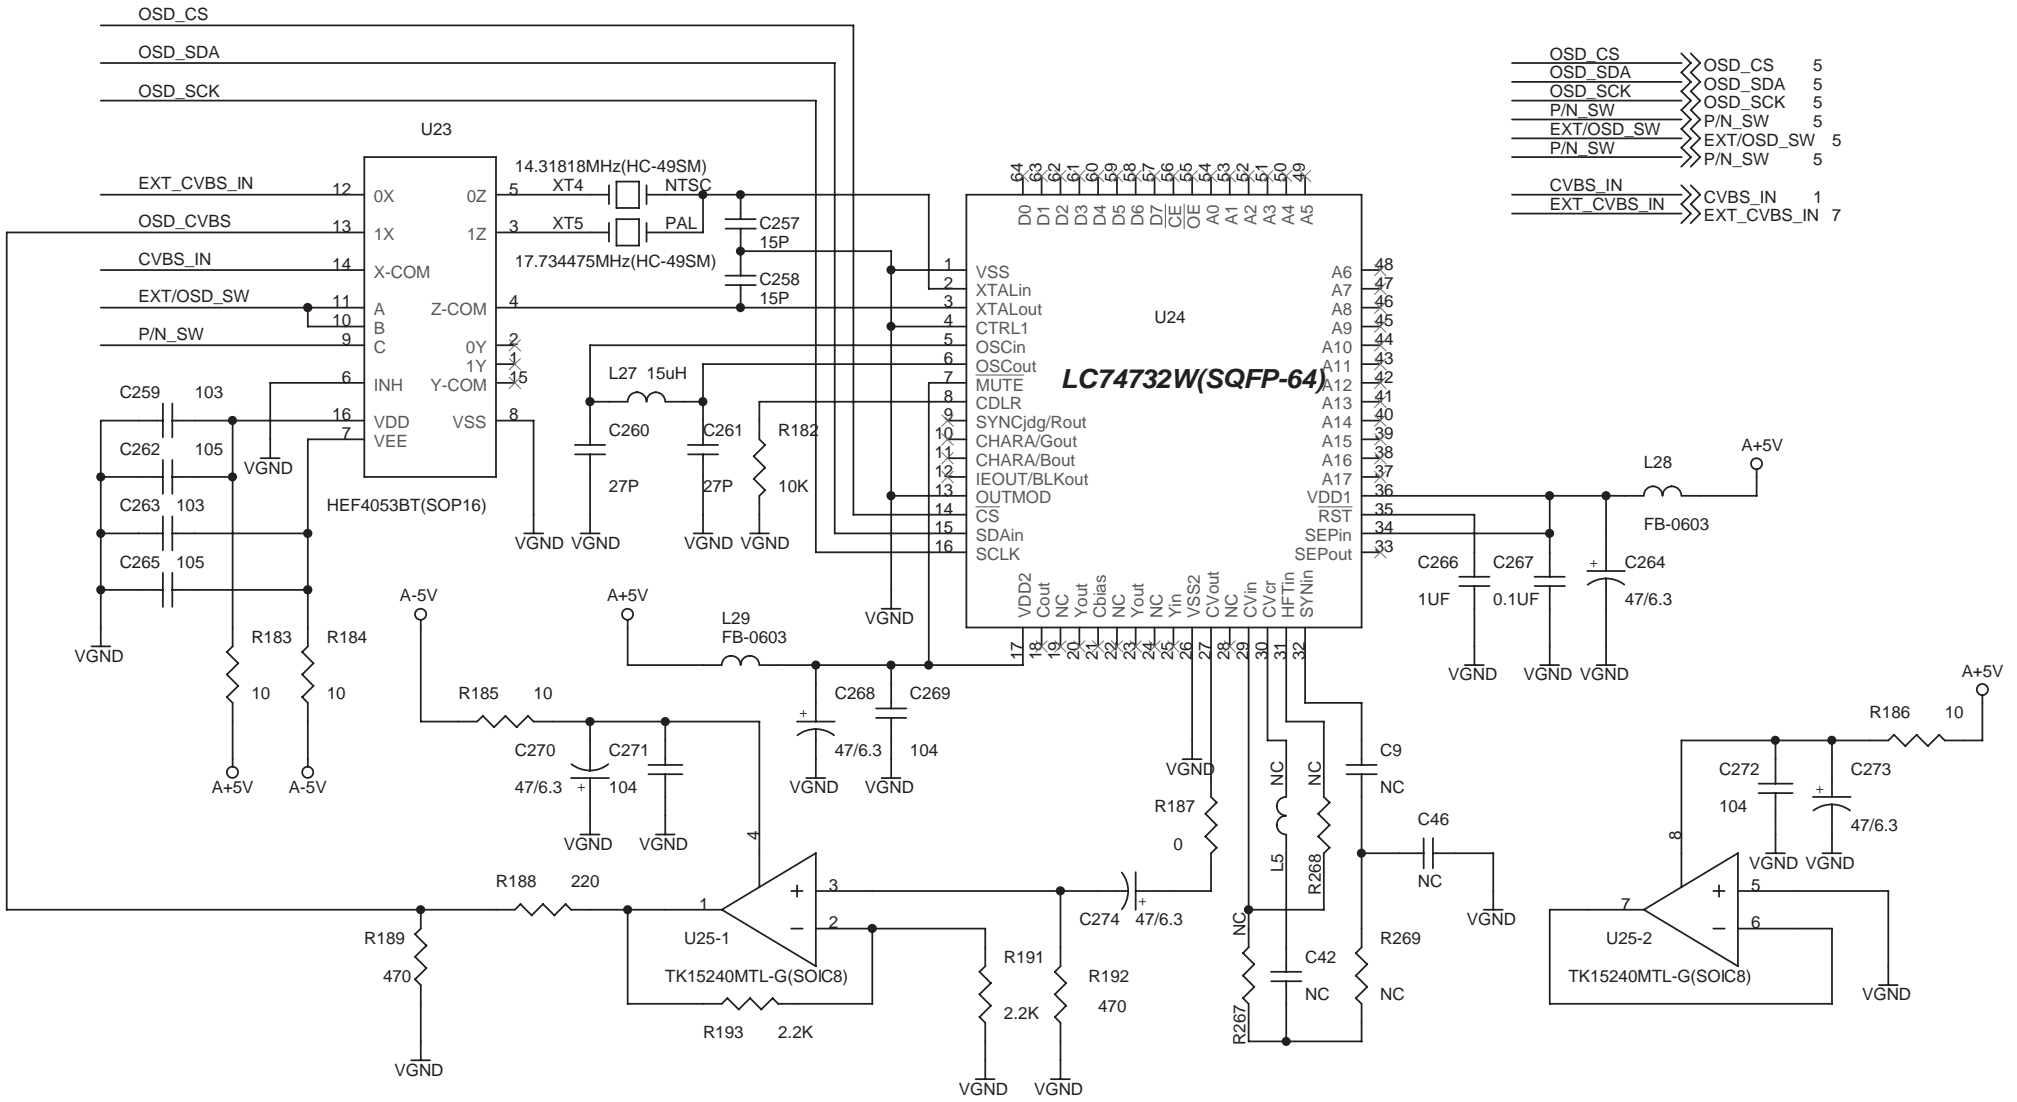 OSD_CS
OSD_SDA
OSD_SCK
U23
EXT_CVBS_IN
OSD_CVBS
CVBS_IN
EXT/OSD_SW
P/N_SW
12 0X 0Z 5
13 1X 1Z 3
14 X-COM
11 A Z-COM 4
10 B
9 C 0Y 2
1Y 1
6 INH Y-COM 15
16 VDD VSS 8
7 VEE
HEF4053BT(SOP16)
14.31818MHz(HC-49SM)
XT4 NTSC
XT5 PAL
17.734475MHz(HC-49SM)
C257
15P
C258
15P
L27 15uH
C260
27P
C261
27P
R182
10K
VGND
VGND
VGND
VGND
VGND
VGND
C259 103
C262 105
C263 103
C265 105
VGND
R183
10
R184
10
A+5V
A-5V
U24
LC74732W(SQFP-64)
64 63 62 61 60 59 58 57 56 55 54 53 52 51 50 49
D0 D1 D2 D3 D4 D5 D6 D7 CE OE A0 A1 A2 A3 A4 A5
1 VSS
2 XTALin
3 XTALout
4 CTRL1
5 OSCin
6 OSCout
7 MUTE
8 CDLR
9 SYNCjdg/Rout
10 CHARA/Gout
11 CHARA/Bout
12 IEOUT/BLKout
13 OUTMOD
14 CS
15 SDAin
16 SCLK
A6 48
A7 47
A8 46
A9 45
A10 44
A11 43
A12 42
A13 41
A14 40
A15 39
A16 38
A17 37
VDD1 36
RST 35
SEPin 34
SEPout 33
VDD2 Cout NC Yout Cbias NC Yout NC Yin VSS2 CVout NC CVin CVcr HFTin SYNin
17 18 19 20 21 22 23 24 25 26 27 28 29 30 31 32
OSD_CS OSD_CS 5
OSD_SDA OSD_SDA 5
OSD_SCK OSD_SCK 5
P/N_SW P/N_SW 5
EXT/OSD_SW EXT/OSD_SW 5
P/N_SW P/N_SW 5
CVBS_IN CVBS_IN 1
EXT_CVBS_IN EXT_CVBS_IN 7
A+5V
L28
FB-0603
C266
1UF
C267
0.1UF
+ C264
47/6.3
VGND
VGND
VGND
A-5V
R185 10
C270
47/6.3 +
C271
104
VGND
VGND
A+5V
L29
FB-0603
+ C268
47/6.3
C269
104
VGND
VGND
VGND
R187
0
4
+ 3
- 2
1
U25-1
TK15240MTL-G(SOIC8)
R188 220
R189
470
VGND
R193 2.2K
R191
2.2K
R192
470
VGND
VGND
C274 + 47/6.3
NC
L5
NC
R268
NC
R267
C42
NC
C9
NC
C46
NC
VGND
R269
NC
A+5V
R186 10
C272
104
C273
+ 47/6.3
VGND
VGND
8
+ 5
- 6
7
U25-2
TK15240MTL-G(SOIC8)
VGND